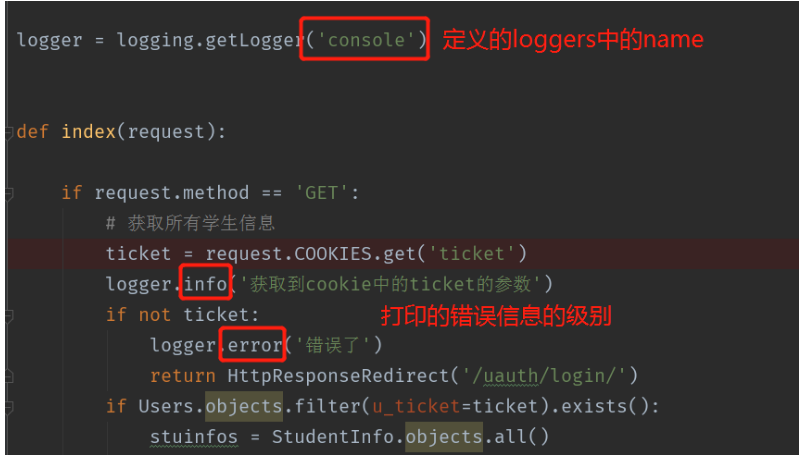 logger = logging.getLogger('console') 定义的loggers中的name
def index(request):
if request.method == 'GET':
# 获取所有学生信息
ticket = request.COOKIES.get('ticket')
logger.info('获取到cookie中的ticket的参数')
if not ticket: 打印的错误信息的级别
logger.error('错误了')
return HttpResponseRedirect('/uauth/login/')
if Users.objects.filter(u_ticket=ticket).exists():
stuinfos = StudentInfo.objects.all()